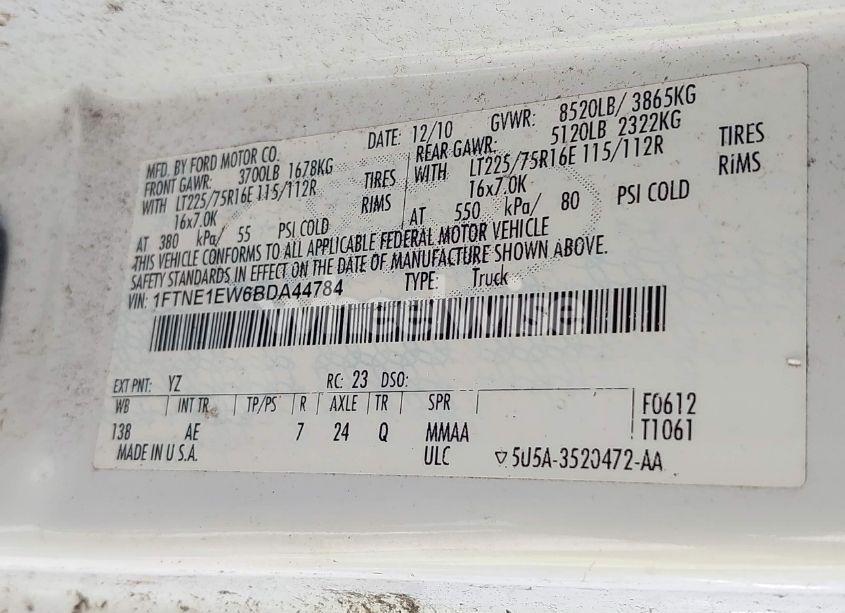 MFD. BY FORD MOTOR CO. DATE: 12/10 GVWR: 8520LB/ 3865KG
FRONT GAWR: 3700LB 1678KG REAR GAWR: 5120LB 2322KG
WITH LT225/75R16E 115/112R TIRES WITH LT225/75R16E 115/112R TIRES
16x7.0K RIMS 16x7.0K RIMS
AT 380 kPa/ 55 PSI COLD AT 550 kPa/ 80 PSI COLD
THIS VEHICLE CONFORMS TO ALL APPLICABLE FEDERAL MOTOR VEHICLE
SAFETY STANDARDS IN EFFECT ON THE DATE OF MANUFACTURE SHOWN ABOVE.
VIN: 1FTNE1EW6BDA44784 TYPE: Truck
EXT PNT: YZ RC: 23 DSO:
WB INT TR TP/PS R AXLE TR SPR F0612
138 AE 7 24 Q MMAA T1061
MADE IN U.S.A. ULC ▽5U5A-3520472-AA